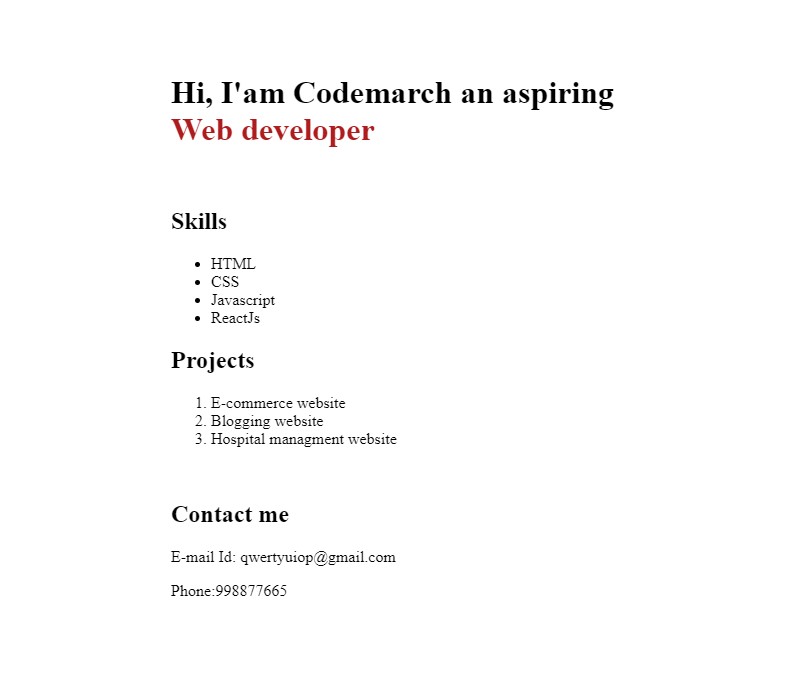 Hi, I'am Codemarch an aspiring
Web developer
Skills
• HTML
• CSS
• Javascript
• ReactJs
Projects
1. E-commerce website
2. Blogging website
3. Hospital managment website
Contact me
E-mail Id: qwertyuiop@gmail.com
Phone:998877665